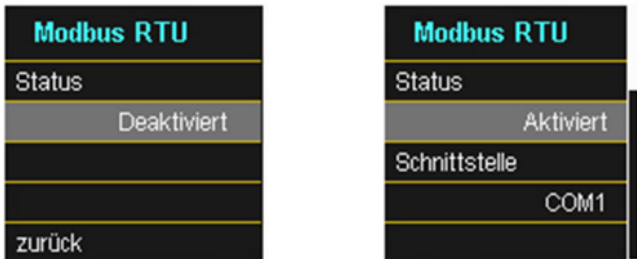 Modbus RTU
Status
Deaktiviert
zurück
Modbus RTU
Status
Aktiviert
Schnittstelle
COM1